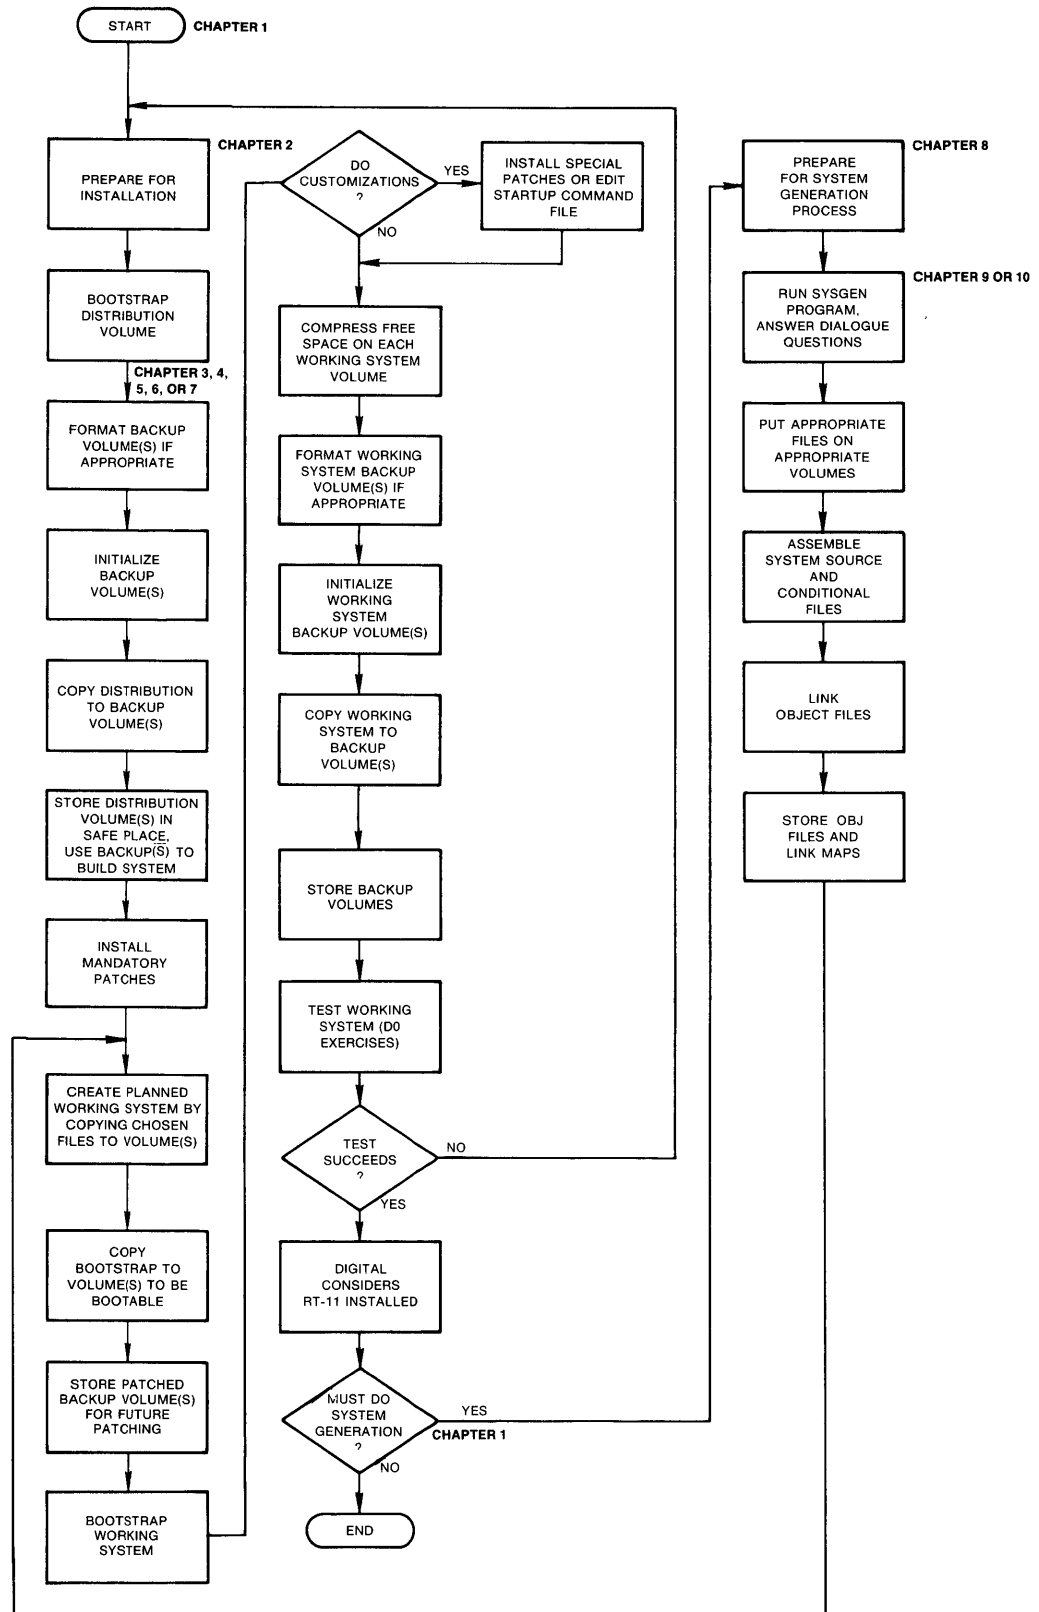 START
CHAPTER 1
CHAPTER 2
PREPARE FOR
INSTALLATION
BOOTSTRAP
DISTRIBUTION
VOLUME
CHAPTER 3, 4,
5, 6, OR 7
FORMAT BACKUP
VOLUME(S) IF
APPROPRIATE
INITIALIZE
BACKUP
VOLUME(S)
COPY DISTRIBUTION
TO BACKUP
VOLUME(S)
STORE DISTRIBUTION
VOLUME(S) IN
SAFE PLACE,
USE BACKUP(S) TO
BUILD SYSTEM
INSTALL
MANDATORY
PATCHES
CREATE PLANNED
WORKING SYSTEM BY
COPYING CHOSEN
FILES TO VOLUME(S)
COPY
BOOTSTRAP TO
VOLUME(S) TO BE
BOOTABLE
STORE PATCHED
BACKUP VOLUME(S)
FOR FUTURE
PATCHING
BOOTSTRAP
WORKING
SYSTEM
DO
CUSTOMIZATIONS
?
YES
NO
INSTALL SPECIAL
PATCHES OR EDIT
STARTUP COMMAND
FILE
COMPRESS FREE
SPACE ON EACH
WORKING SYSTEM
VOLUME
FORMAT WORKING
SYSTEM BACKUP
VOLUME(S) IF
APPROPRIATE
INITIALIZE
WORKING
SYSTEM
BACKUP VOLUME(S)
COPY WORKING
SYSTEM TO
BACKUP
VOLUME(S)
STORE BACKUP
VOLUMES
TEST WORKING
SYSTEM (DO
EXERCISES)
TEST
SUCCEEDS
?
NO
YES
DIGITAL
CONSIDERS
RT-11 INSTALLED
MUST DO
SYSTEM
GENERATION
?
YES
CHAPTER 1
NO
END
CHAPTER 8
PREPARE
FOR SYSTEM
GENERATION
PROCESS
CHAPTER 9 OR 10
RUN SYSGEN
PROGRAM,
ANSWER DIALOGUE
QUESTIONS
PUT APPROPRIATE
FILES ON
APPROPRIATE
VOLUMES
ASSEMBLE
SYSTEM SOURCE
AND
CONDITIONAL
FILES
LINK
OBJECT FILES
STORE OBJ
FILES AND
LINK MAPS